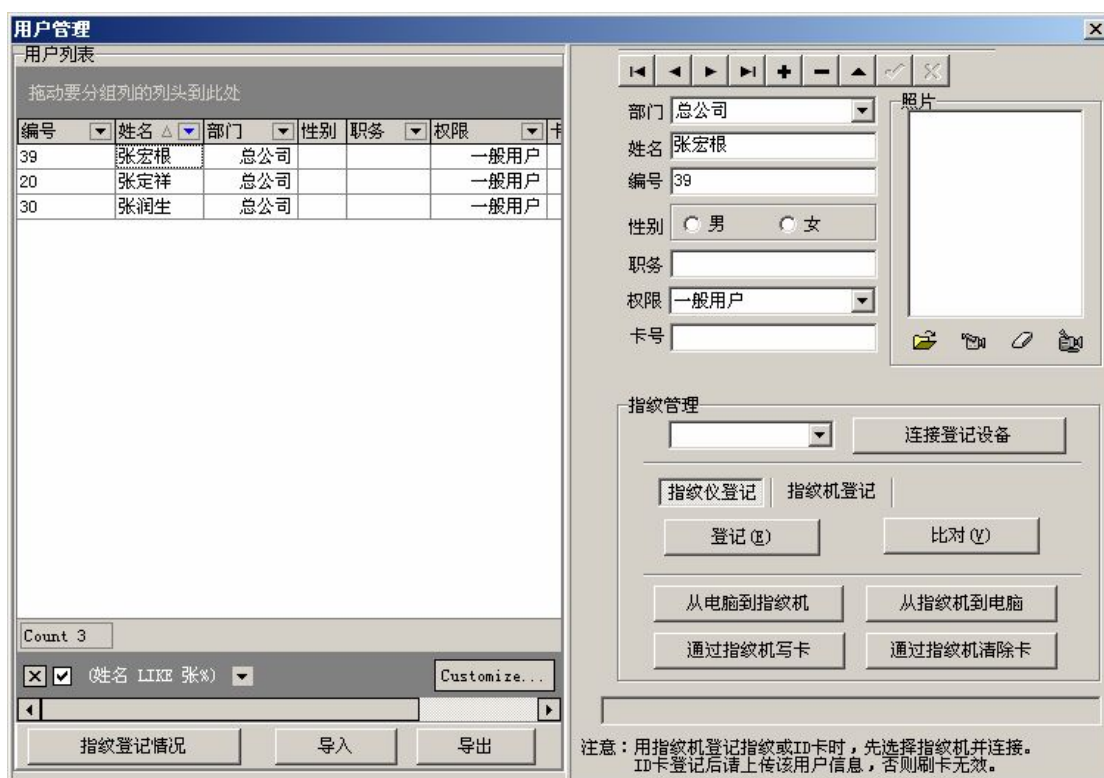 用户管理
用户列表
拖动要分组列的列头到此处
编号 姓名 部门 性别 职务 权限
39 张宏根 总公司 一般用户
20 张定祥 总公司 一般用户
30 张润生 总公司 一般用户
Count 3
(姓名 LIKE 张%) Customize...
指纹登记情况 导入 导出
部门 总公司
姓名 张宏根
编号 39
性别 男 女
职务
权限 一般用户
卡号
照片
指纹管理
连接登记设备
指纹仪登记 指纹机登记
登记(E) 比对(V)
从电脑到指纹机 从指纹机到电脑
通过指纹机写卡 通过指纹机清除卡
注意：用指纹机登记指纹或ID卡时，先选择指纹机并连接。
ID卡登记后请上传该用户信息，否则刷卡无效。